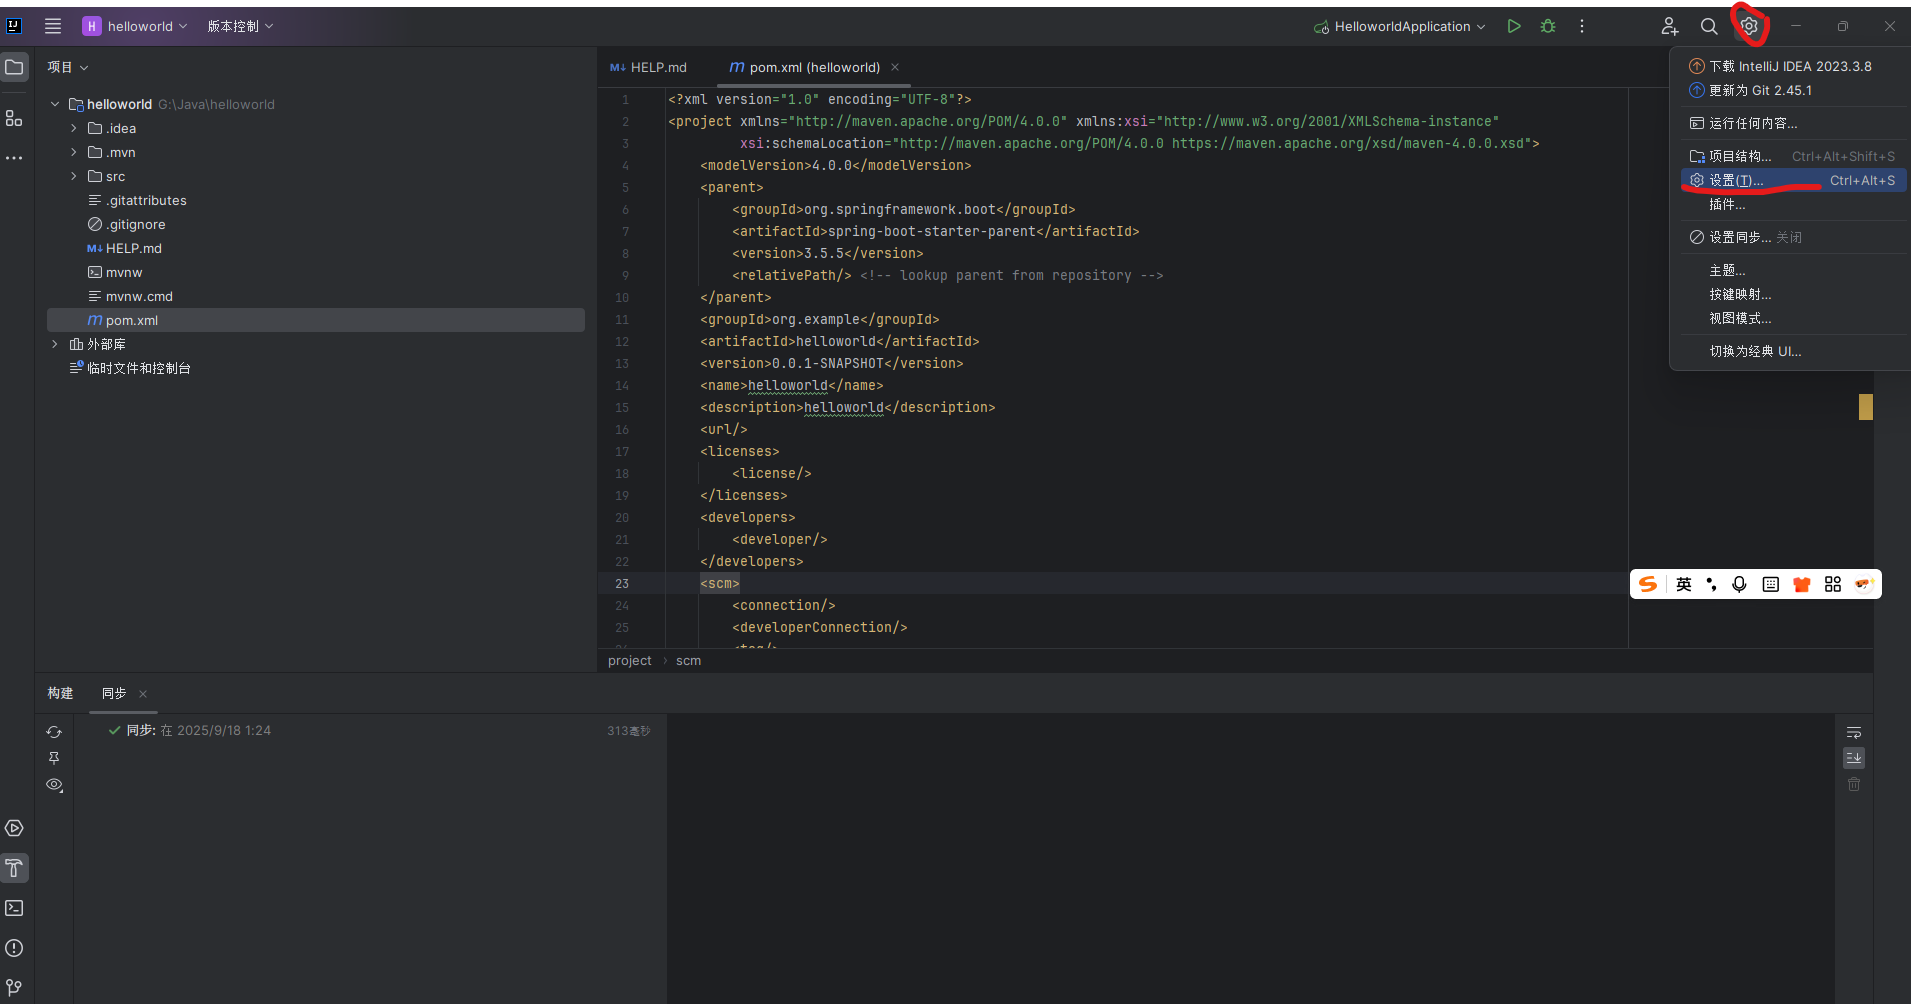 H helloworld 版本控制
HelloworldApplication
项目
HELP.md
pom.xml (helloworld)
helloworld G:\Java\helloworld
.idea
.mvn
src
.gitattributes
.gitignore
M↓ HELP.md
mvnw
mvnw.cmd
m pom.xml
外部库
临时文件和控制台
1 <?xml version="1.0" encoding="UTF-8"?>
2 <project xmlns="http://maven.apache.org/POM/4.0.0" xmlns:xsi="http://www.w3.org/2001/XMLSchema-instance"
3 xsi:schemaLocation="http://maven.apache.org/POM/4.0.0 https://maven.apache.org/xsd/maven-4.0.0.xsd">
4 <modelVersion>4.0.0</modelVersion>
5 <parent>
6 <groupId>org.springframework.boot</groupId>
7 <artifactId>spring-boot-starter-parent</artifactId>
8 <version>3.5.5</version>
9 <relativePath/> <!-- lookup parent from repository -->
10 </parent>
11 <groupId>org.example</groupId>
12 <artifactId>helloworld</artifactId>
13 <version>0.0.1-SNAPSHOT</version>
14 <name>helloworld</name>
15 <description>helloworld</description>
16 <url/>
17 <licenses>
18 <license/>
19 </licenses>
20 <developers>
21 <developer/>
22 </developers>
23 <scm>
24 <connection/>
25 <developerConnection/>
project › scm
下载 IntelliJ IDEA 2023.3.8
更新为 Git 2.45.1
运行任何内容...
项目结构... Ctrl+Alt+Shift+S
设置(T)... Ctrl+Alt+S
插件...
设置同步... 关闭
主题...
按键映射...
视图模式...
切换为经典 UI...
英
构建 同步
同步: 在 2025/9/18 1:24 313毫秒